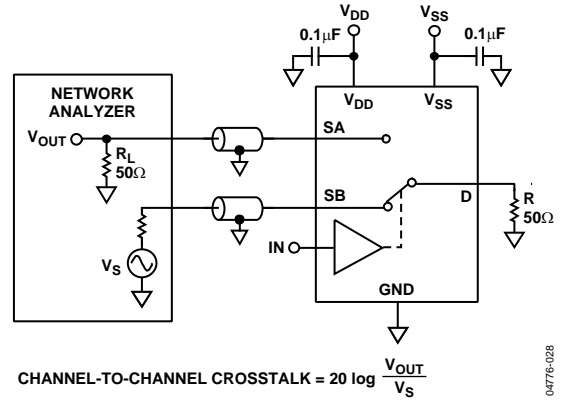 V_DD
V_SS
0.1μF
0.1μF
NETWORK
ANALYZER
V_DD
V_SS
V_OUT
SA
R_L
50Ω
SB
D
R
50Ω
IN
V_S
GND
CHANNEL-TO-CHANNEL CROSSTALK = 20 log V_OUT / V_S
04776-028